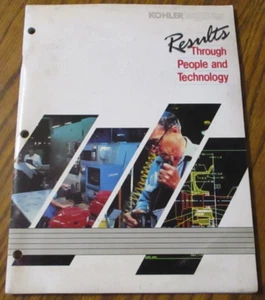 KOHLER
Results
Through
People and
Technology